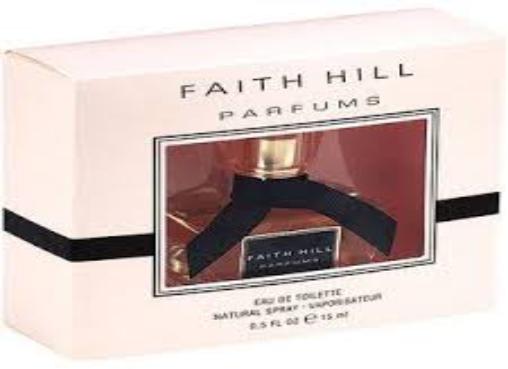 FAITH HILL
PARFUMS
FAITH HILL
PARFUMS
EAU DE TOILETTE
NATURAL SPRAY - VAPORISATEUR
0.5 FL OZ ℮ 15 ml